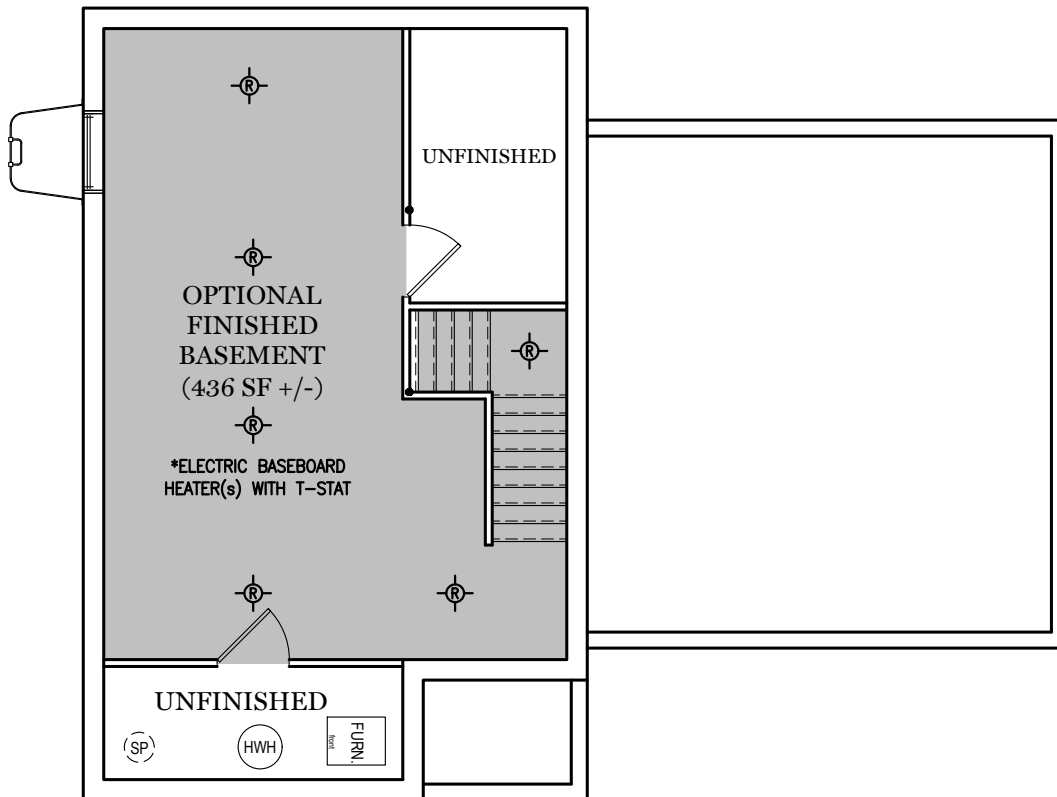 R
UNFINISHED
R
OPTIONAL
FINISHED
BASEMENT
(436 SF +/-)
R
R
*ELECTRIC BASEBOARD
HEATER(s) WITH T-STAT
R
R
UNFINISHED
SP
HWH
FURN.
front